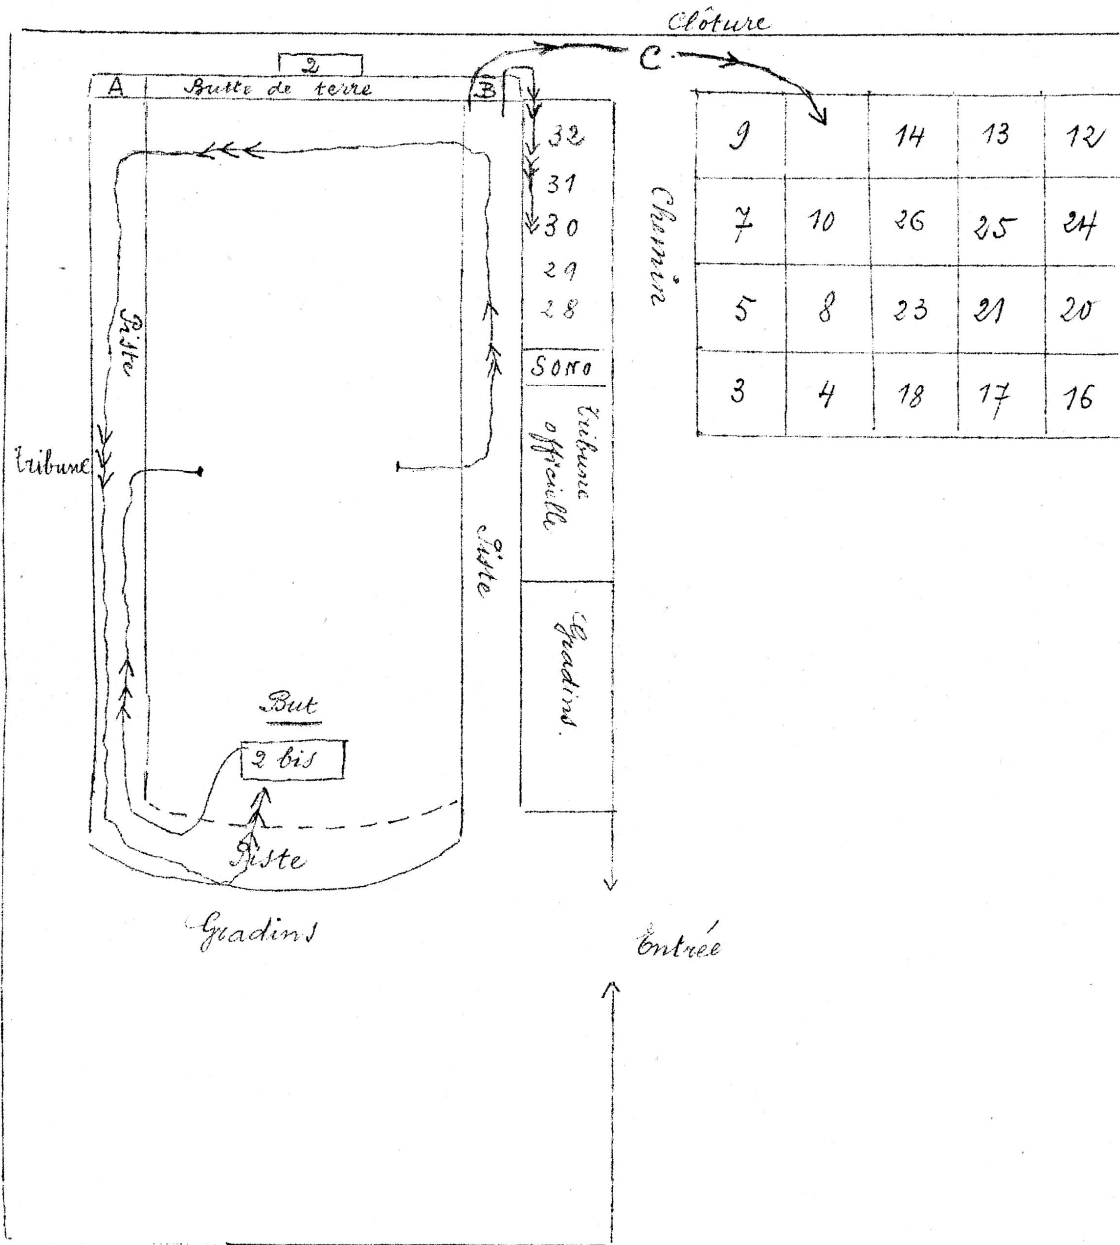 Clôture
2
C
A Butte de terre B
32
31
30
29
28
SONO
Tribune
officielle
Gradins.
Chemin
9 14 13 12
7 10 26 25 24
5 8 23 21 20
3 4 18 17 16
Piste
Tribune
Piste
But
2 bis
Piste
Gradins
Entrée